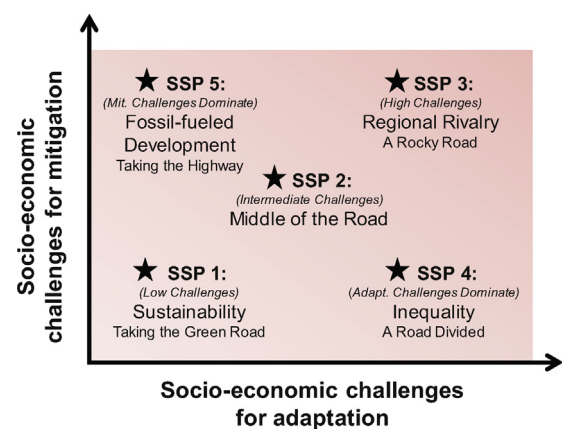 Socio-economic
challenges for mitigation
★ SSP 5:
(Mit. Challenges Dominate)
Fossil-fueled
Development
Taking the Highway
★ SSP 3:
(High Challenges)
Regional Rivalry
A Rocky Road
★ SSP 2:
(Intermediate Challenges)
Middle of the Road
★ SSP 1:
(Low Challenges)
Sustainability
Taking the Green Road
★ SSP 4:
(Adapt. Challenges Dominate)
Inequality
A Road Divided
Socio-economic challenges
for adaptation